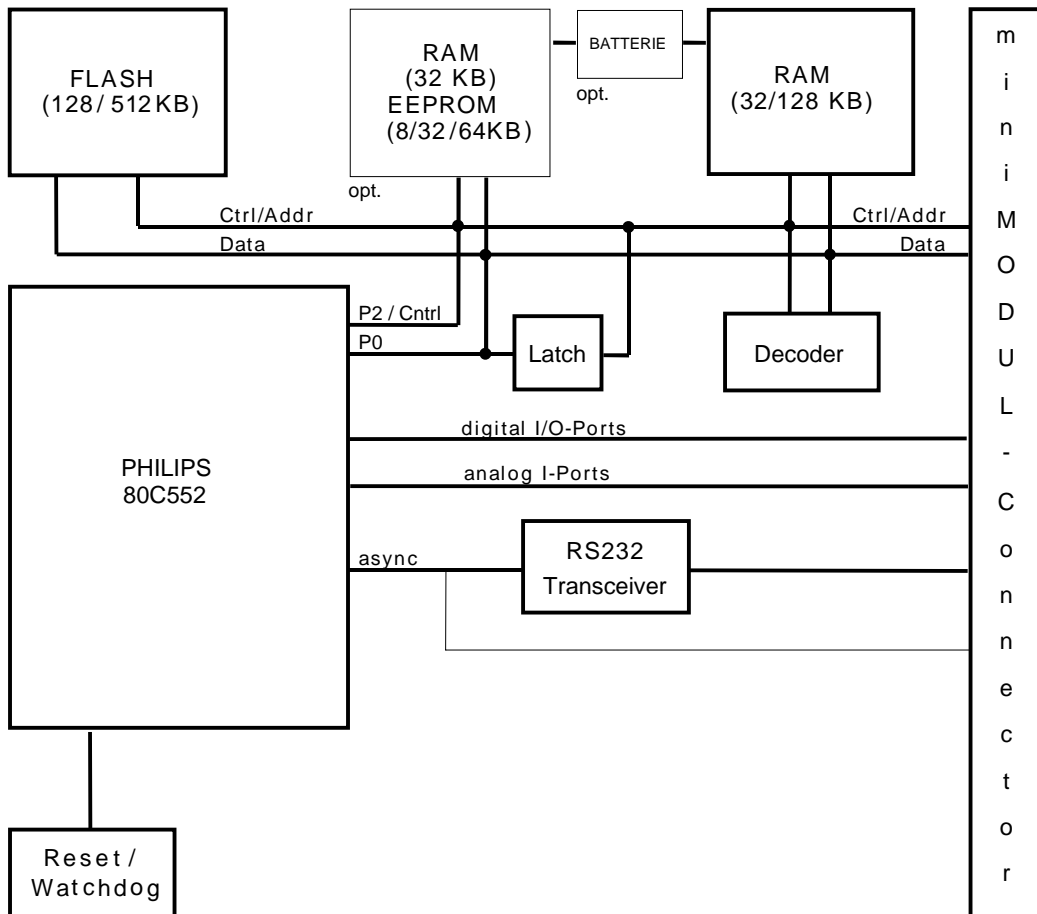 FLASH
(128/ 512KB)
RAM
(32 KB)
EEPROM
(8/32/64KB)
opt.
BATTERIE
opt.
RAM
(32/128 KB)
Ctrl/Addr
Data
Ctrl/Addr
Data
PHILIPS
80C552
P2 / Cntrl
P0
Latch
Decoder
digital I/O-Ports
analog I-Ports
async
RS232
Transceiver
Reset /
Watchdog
miniMODUL-Connector